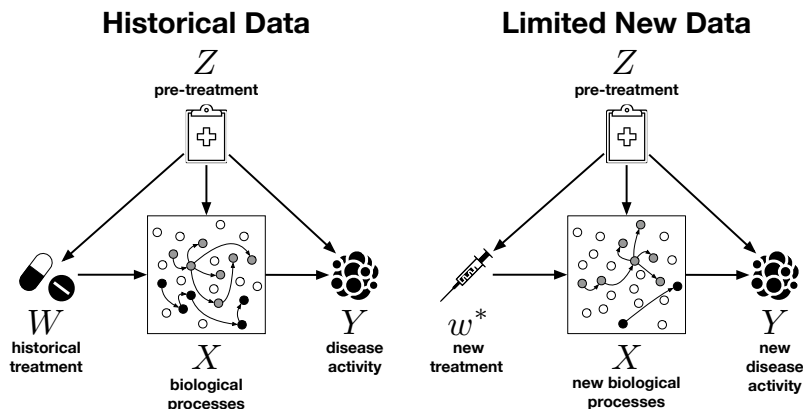 Historical Data
Z
pre-treatment
W
historical
treatment
X
biological
processes
Y
disease
activity
Limited New Data
Z
pre-treatment
w*
new
treatment
X
new biological
processes
Y
new
disease
activity